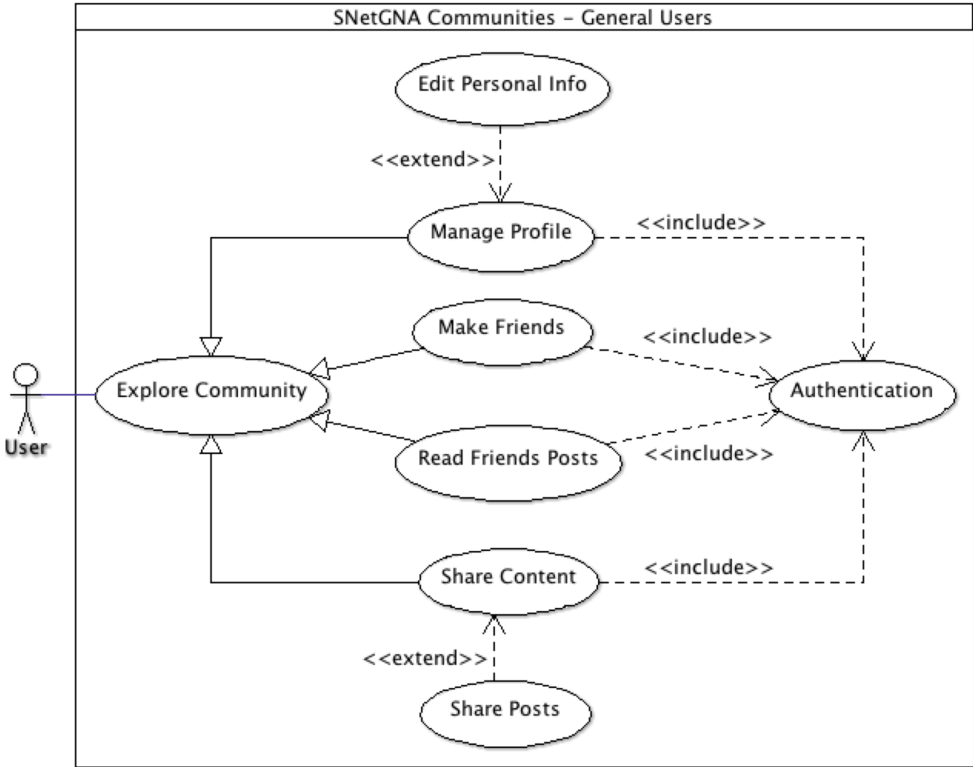 SNetGNA Communities – General Users
Edit Personal Info
<<extend>>
Manage Profile
<<include>>
Make Friends
<<include>>
Explore Community
Authentication
User
Read Friends Posts
<<include>>
Share Content
<<include>>
<<extend>>
Share Posts